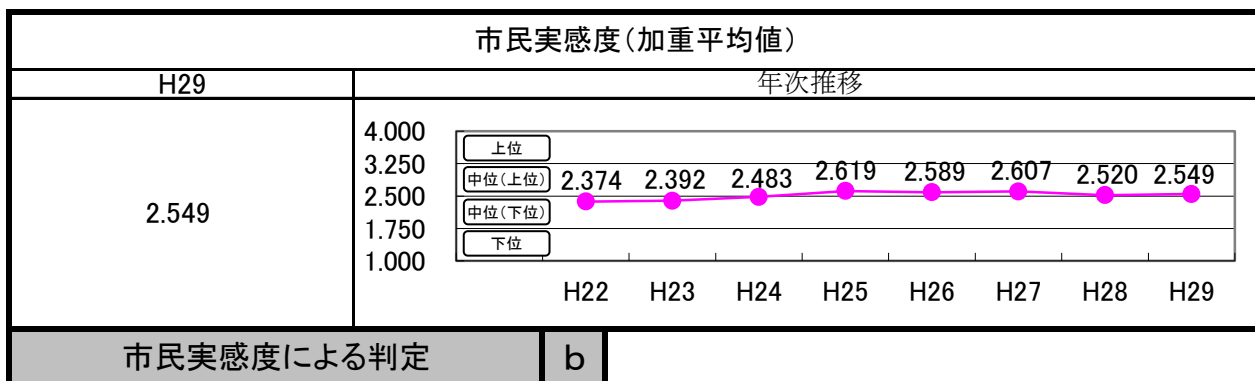 市民実感度(加重平均値)
H29 年次推移
2.549
4.000
3.250
2.500
1.750
1.000
上位
中位(上位)
中位(下位)
下位
2.374 2.392 2.483 2.619 2.589 2.607 2.520 2.549
H22 H23 H24 H25 H26 H27 H28 H29
市民実感度による判定 b